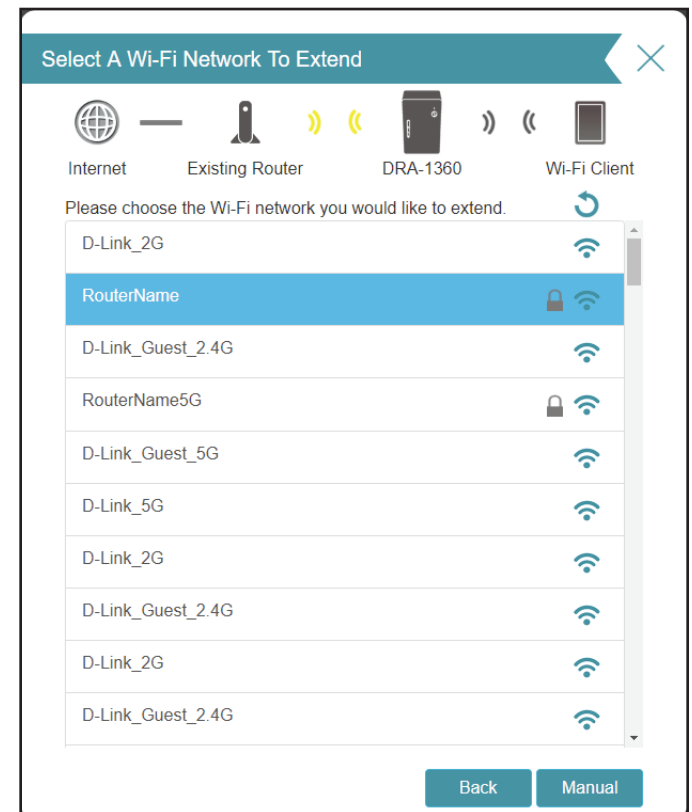 Select A Wi-Fi Network To Extend
Internet Existing Router DRA-1360 Wi-Fi Client
Please choose the Wi-Fi network you would like to extend.
D-Link_2G
RouterName
D-Link_Guest_2.4G
RouterName5G
D-Link_Guest_5G
D-Link_5G
D-Link_2G
D-Link_Guest_2.4G
D-Link_2G
D-Link_Guest_2.4G
Back Manual